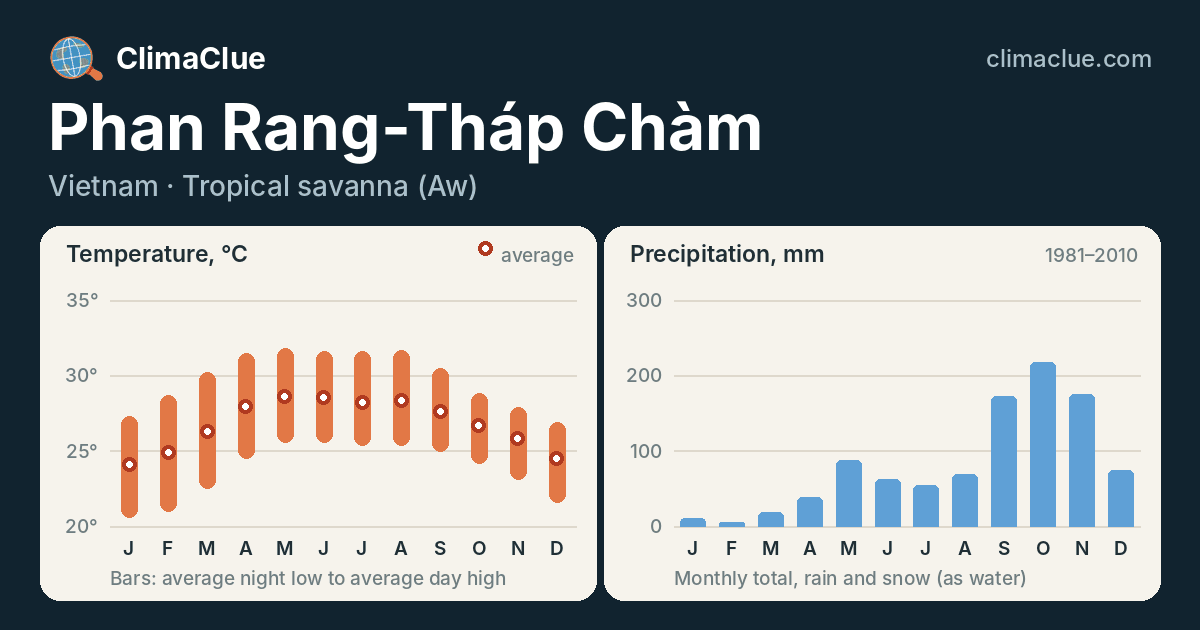 ClimaClue
climaclue.com
Phan Rang-Tháp Chàm
Vietnam · Tropical savanna (Aw)
Temperature, °C
average
35°
30°
25°
20°
J F M A M J J A S O N D
Bars: average night low to average day high
Precipitation, mm
1981–2010
300
200
100
0
J F M A M J J A S O N D
Monthly total, rain and snow (as water)